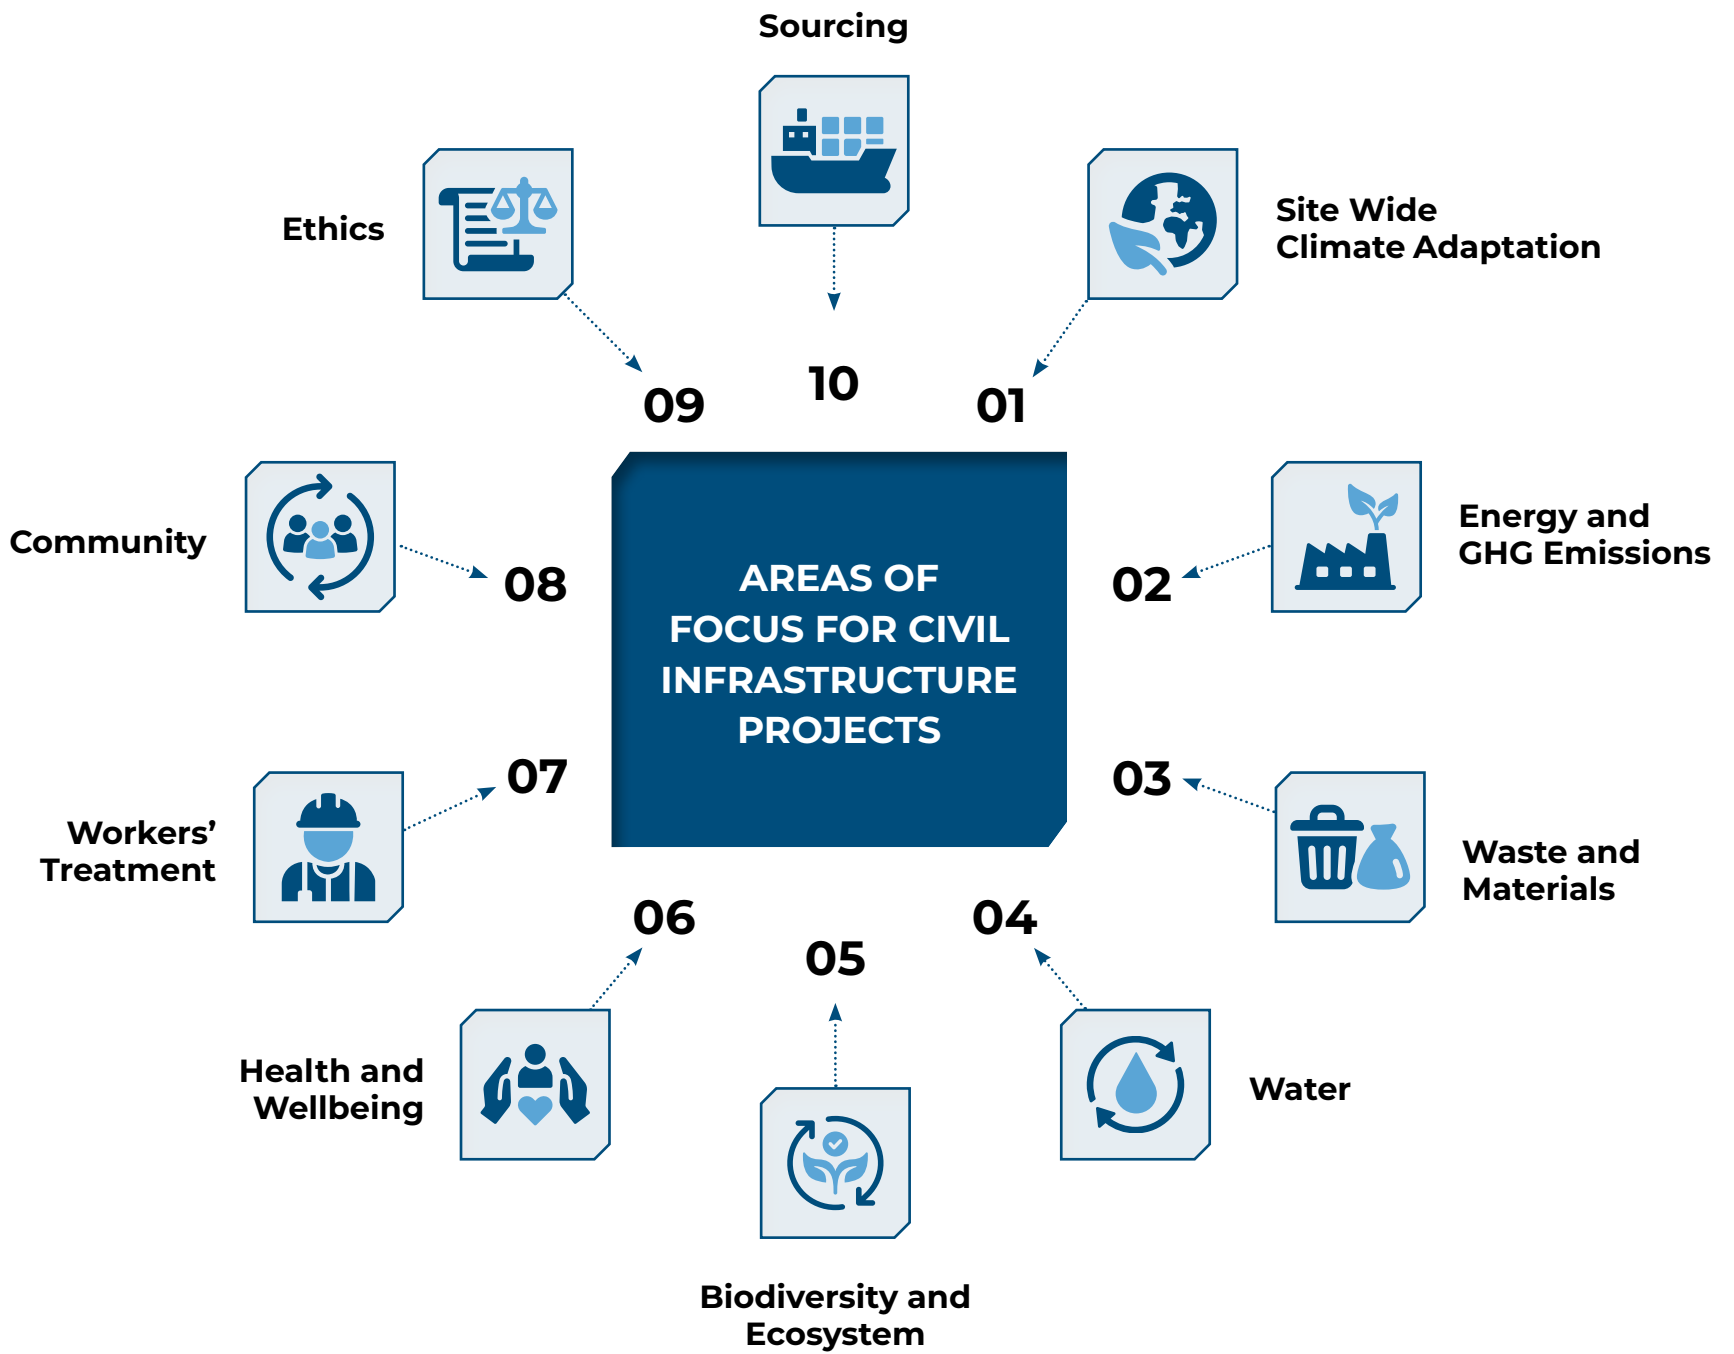 Sourcing
Ethics
Site Wide
Climate Adaptation
10
09
01
Community
Energy and
GHG Emissions
08
02
AREAS OF
FOCUS FOR CIVIL
INFRASTRUCTURE
PROJECTS
07
03
Workers’
Treatment
Waste and
Materials
06
04
05
Health and
Wellbeing
Water
Biodiversity and
Ecosystem